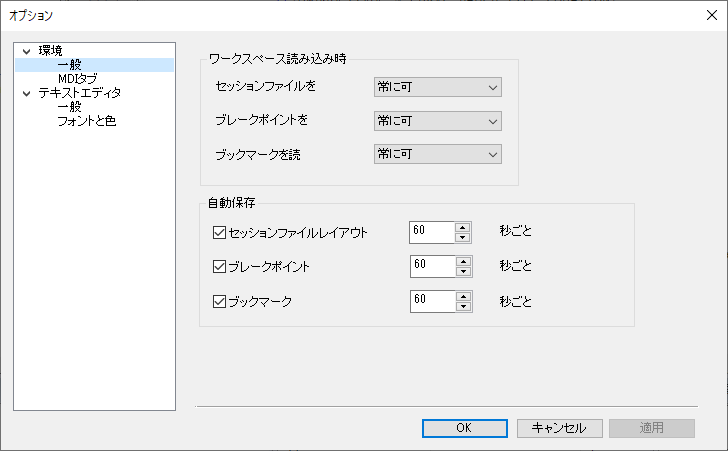 オプション
環境
一般
MDIタブ
テキストエディタ
一般
フォントと色
ワークスペース読み込み時
セッションファイルを 常に可
ブレークポイントを 常に可
ブックマークを読 常に可
自動保存
セッションファイルレイアウト 60 秒ごと
ブレークポイント 60 秒ごと
ブックマーク 60 秒ごと
OK キャンセル 適用